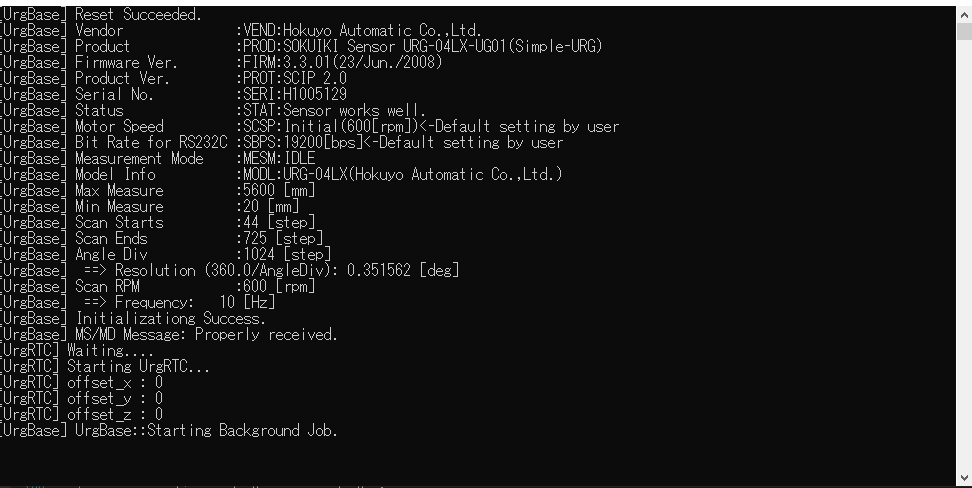 [UrgBase] Reset Succeeded.
[UrgBase] Vendor :VEND:Hokuyo Automatic Co.,Ltd.
[UrgBase] Product :PROD:SOKUIKI Sensor URG-04LX-UG01(Simple-URG)
[UrgBase] Firmware Ver. :FIRM:3.3.01(23/Jun./2008)
[UrgBase] Product Ver. :PROT:SCIP 2.0
[UrgBase] Serial No. :SERI:H1005129
[UrgBase] Status :STAT:Sensor works well.
[UrgBase] Motor Speed :SCSP:Initial(600[rpm])<-Default setting by user
[UrgBase] Bit Rate for RS232C :SBPS:19200[bps]<-Default setting by user
[UrgBase] Measurement Mode :MESM:IDLE
[UrgBase] Model Info :MODL:URG-04LX(Hokuyo Automatic Co.,Ltd.)
[UrgBase] Max Measure :5600 [mm]
[UrgBase] Min Measure :20 [mm]
[UrgBase] Scan Starts :44 [step]
[UrgBase] Scan Ends :725 [step]
[UrgBase] Angle Div :1024 [step]
[UrgBase] ==> Resolution (360.0/AngleDiv): 0.351562 [deg]
[UrgBase] Scan RPM :600 [rpm]
[UrgBase] ==> Frequency: 10 [Hz]
[UrgBase] Initializationg Success.
[UrgBase] MS/MD Message: Properly received.
[UrgRTC] Waiting....
[UrgRTC] Starting UrgRTC...
[UrgRTC] offset_x : 0
[UrgRTC] offset_y : 0
[UrgRTC] offset_z : 0
[UrgBase] UrgBase::Starting Background Job.